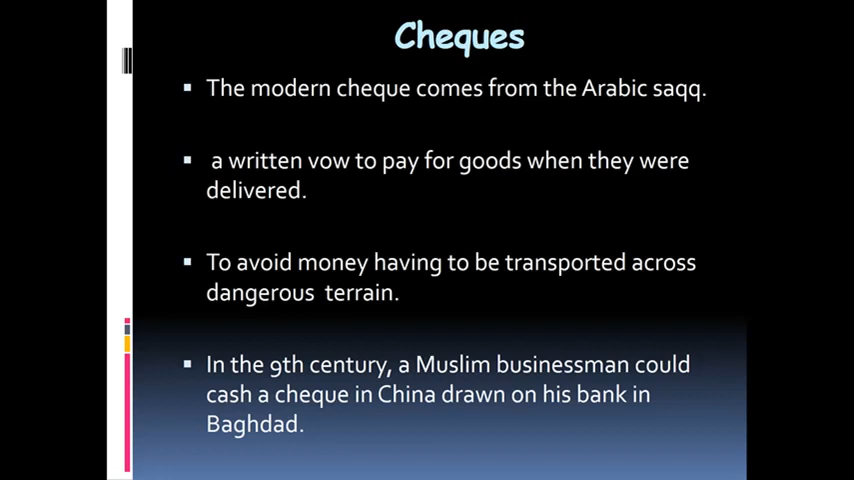 Cheques
The modern cheque comes from the Arabic saqq.
a written vow to pay for goods when they were
delivered.
To avoid money having to be transported across
dangerous terrain.
In the 9th century, a Muslim businessman could
cash a cheque in China drawn on his bank in
Baghdad.